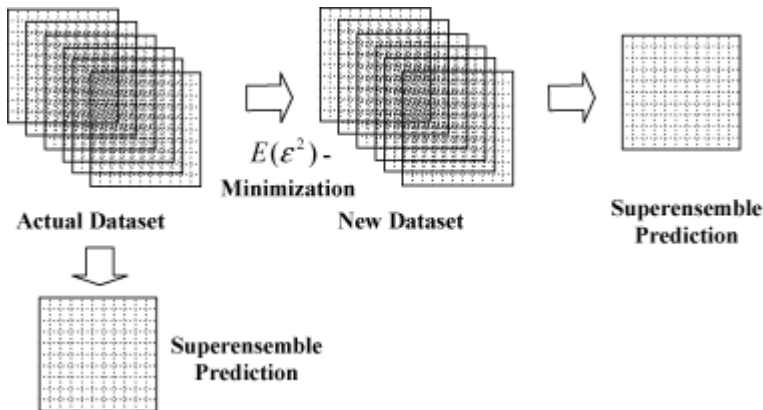 E(ε²) -
Minimization
Actual Dataset
New Dataset
Superensemble
Prediction
Superensemble
Prediction